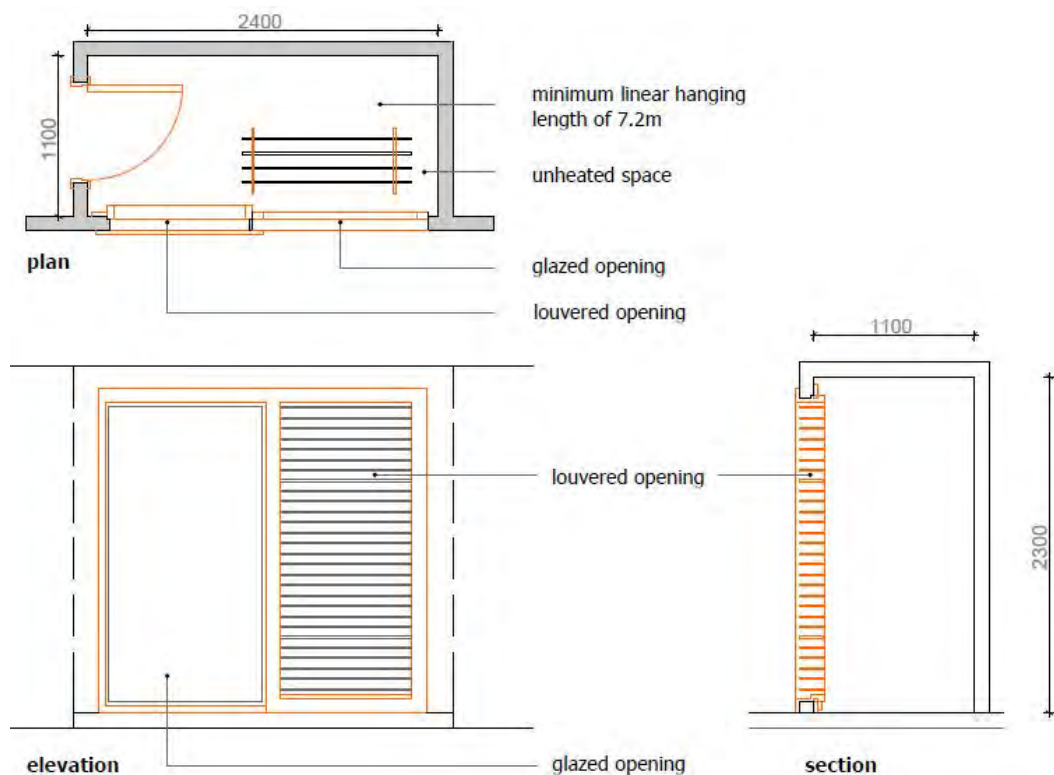 2400
minimum linear hanging
length of 7.2m
1100
unheated space
plan
glazed opening
louvered opening
1100
louvered opening
2300
elevation
glazed opening
section